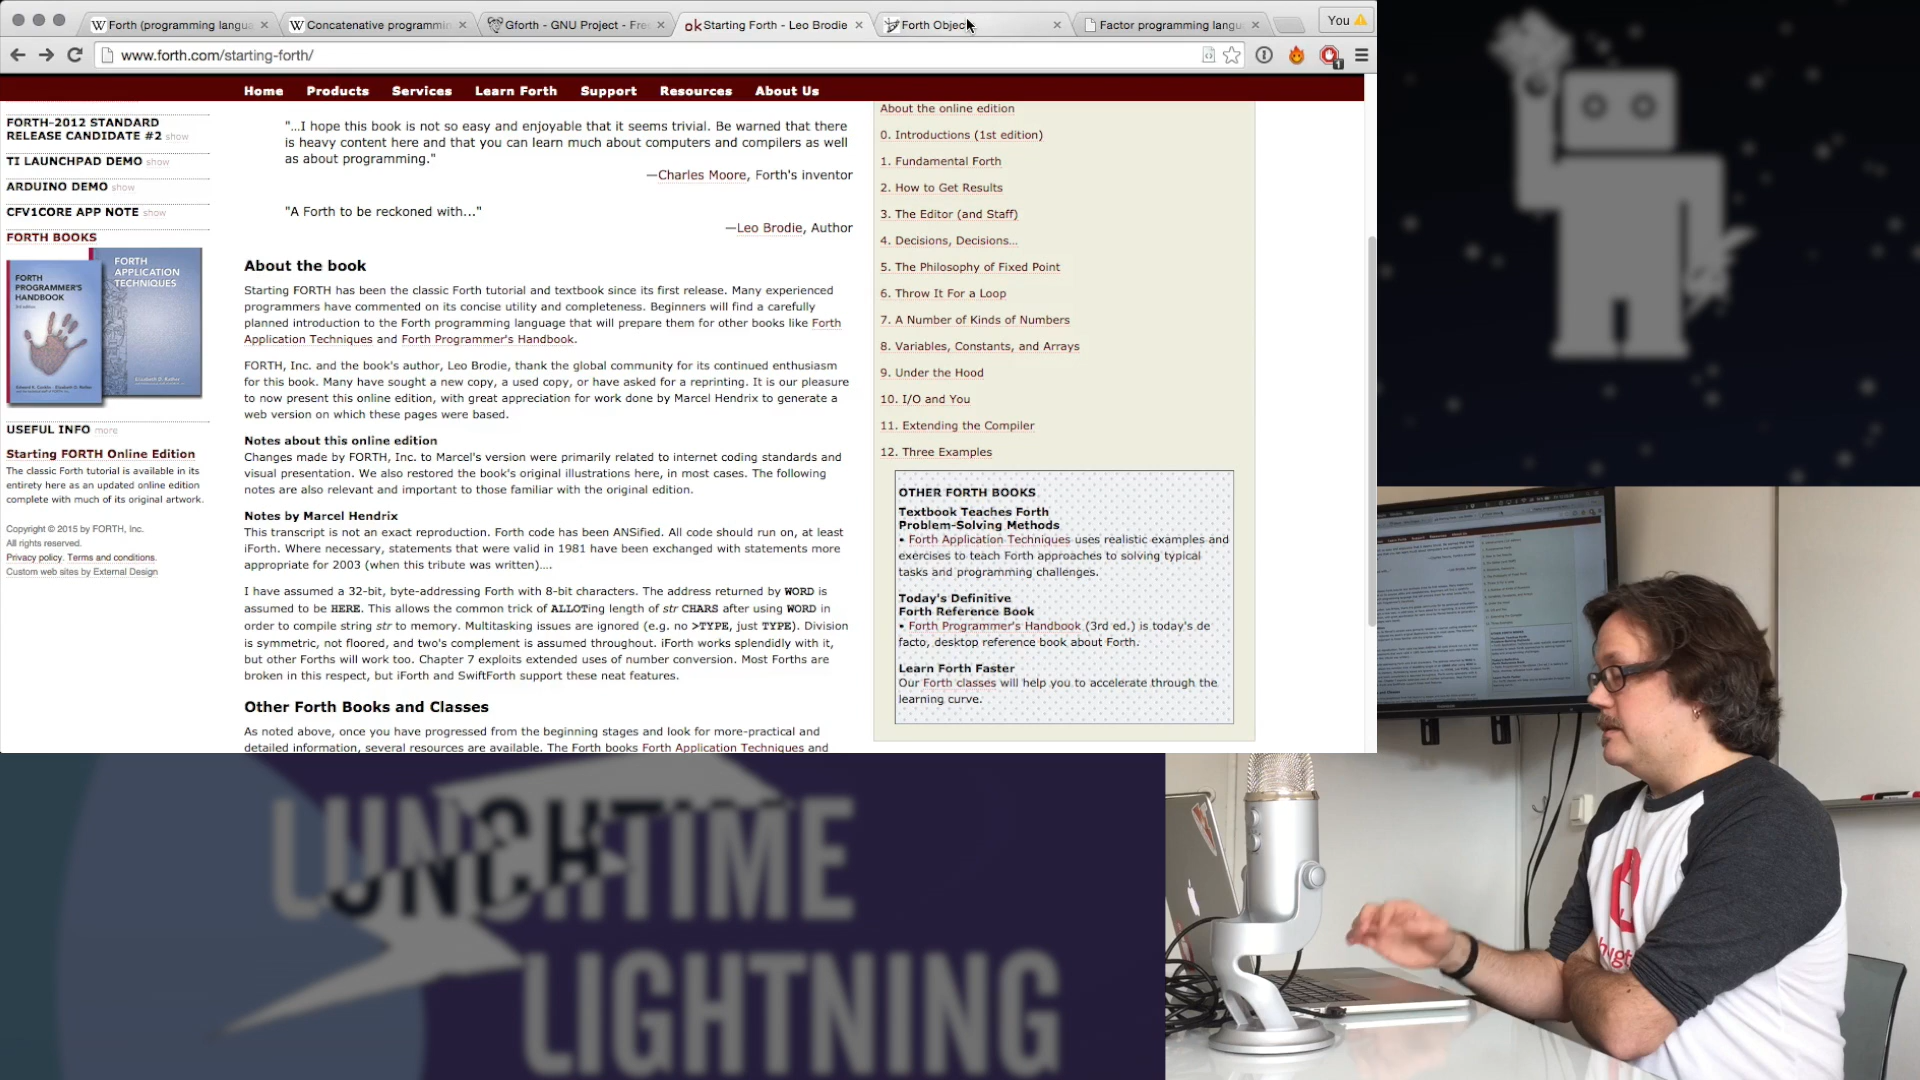 Forth (programming langua
Concatenative programmin
Gforth - GNU Project - Fre
Starting Forth - Leo Brodie
Forth Objec
Factor programming langu
You
www.forth.com/starting-forth/
1
Home Products Services Learn Forth Support Resources About Us
FORTH-2012 STANDARD
RELEASE CANDIDATE #2 show
TI LAUNCHPAD DEMO show
ARDUINO DEMO show
CFV1CORE APP NOTE show
FORTH BOOKS
FORTH
PROGRAMMER'S
HANDBOOK
FORTH
APPLICATION
TECHNIQUES
USEFUL INFO more
Starting FORTH Online Edition
The classic Forth tutorial is available in its
entirety here as an updated online edition
complete with much of its original artwork.
Copyright © 2015 by FORTH, Inc.
All rights reserved.
Privacy policy. Terms and conditions.
Custom web sites by External Design
"...I hope this book is not so easy and enjoyable that it seems trivial. Be warned that there
is heavy content here and that you can learn much about computers and compilers as well
as about programming."
—Charles Moore, Forth's inventor
"A Forth to be reckoned with..."
—Leo Brodie, Author
About the book
Starting FORTH has been the classic Forth tutorial and textbook since its first release. Many experienced
programmers have commented on its concise utility and completeness. Beginners will find a carefully
planned introduction to the Forth programming language that will prepare them for other books like Forth
Application Techniques and Forth Programmer's Handbook.
FORTH, Inc. and the book's author, Leo Brodie, thank the global community for its continued enthusiasm
for this book. Many have sought a new copy, a used copy, or have asked for a reprinting. It is our pleasure
to now present this online edition, with great appreciation for work done by Marcel Hendrix to generate a
web version on which these pages were based.
Notes about this online edition
Changes made by FORTH, Inc. to Marcel's version were primarily related to internet coding standards and
visual presentation. We also restored the book's original illustrations here, in most cases. The following
notes are also relevant and important to those familiar with the original edition.
Notes by Marcel Hendrix
This transcript is not an exact reproduction. Forth code has been ANSified. All code should run on, at least
iForth. Where necessary, statements that were valid in 1981 have been exchanged with statements more
appropriate for 2003 (when this tribute was written)....
I have assumed a 32-bit, byte-addressing Forth with 8-bit characters. The address returned by WORD is
assumed to be HERE. This allows the common trick of ALLOTing length of str CHARS after using WORD in
order to compile string str to memory. Multitasking issues are ignored (e.g. no >TYPE, just TYPE). Division
is symmetric, not floored, and two's complement is assumed throughout. iForth works splendidly with it,
but other Forths will work too. Chapter 7 exploits extended uses of number conversion. Most Forths are
broken in this respect, but iForth and SwiftForth support these neat features.
Other Forth Books and Classes
As noted above, once you have progressed from the beginning stages and look for more-practical and
detailed information, several resources are available. The Forth books Forth Application Techniques and
About the online edition
0. Introductions (1st edition)
1. Fundamental Forth
2. How to Get Results
3. The Editor (and Staff)
4. Decisions, Decisions...
5. The Philosophy of Fixed Point
6. Throw It For a Loop
7. A Number of Kinds of Numbers
8. Variables, Constants, and Arrays
9. Under the Hood
10. I/O and You
11. Extending the Compiler
12. Three Examples
OTHER FORTH BOOKS
Textbook Teaches Forth
Problem-Solving Methods
• Forth Application Techniques uses realistic examples and
exercises to teach Forth approaches to solving typical
tasks and programming challenges.
Today's Definitive
Forth Reference Book
• Forth Programmer's Handbook (3rd ed.) is today's de
facto, desktop reference book about Forth.
Learn Forth Faster
Our Forth classes will help you to accelerate through the
learning curve.
LUNCHTIME
LIGHTNING